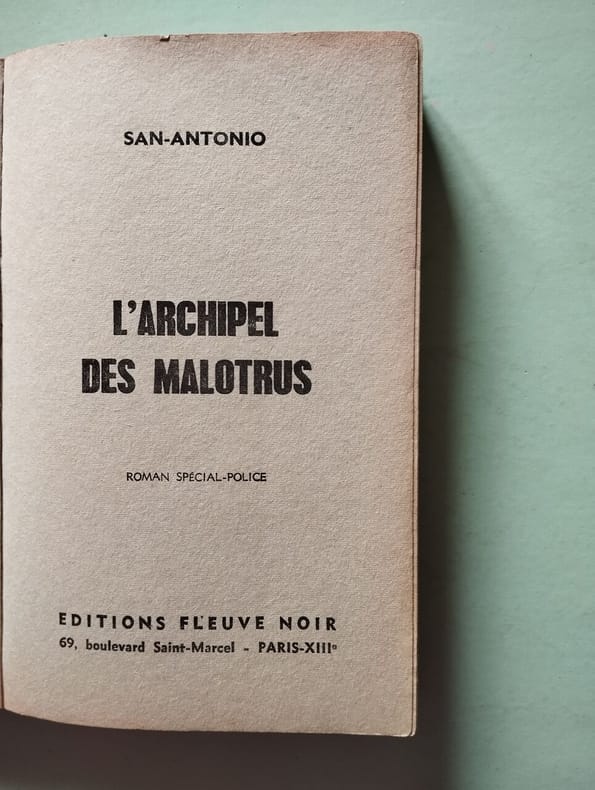 SAN-ANTONIO
L'ARCHIPEL
DES MALOTRUS
ROMAN SPÉCIAL-POLICE
EDITIONS FLEUVE NOIR
69, boulevard Saint-Marcel - PARIS-XIIIᵉ